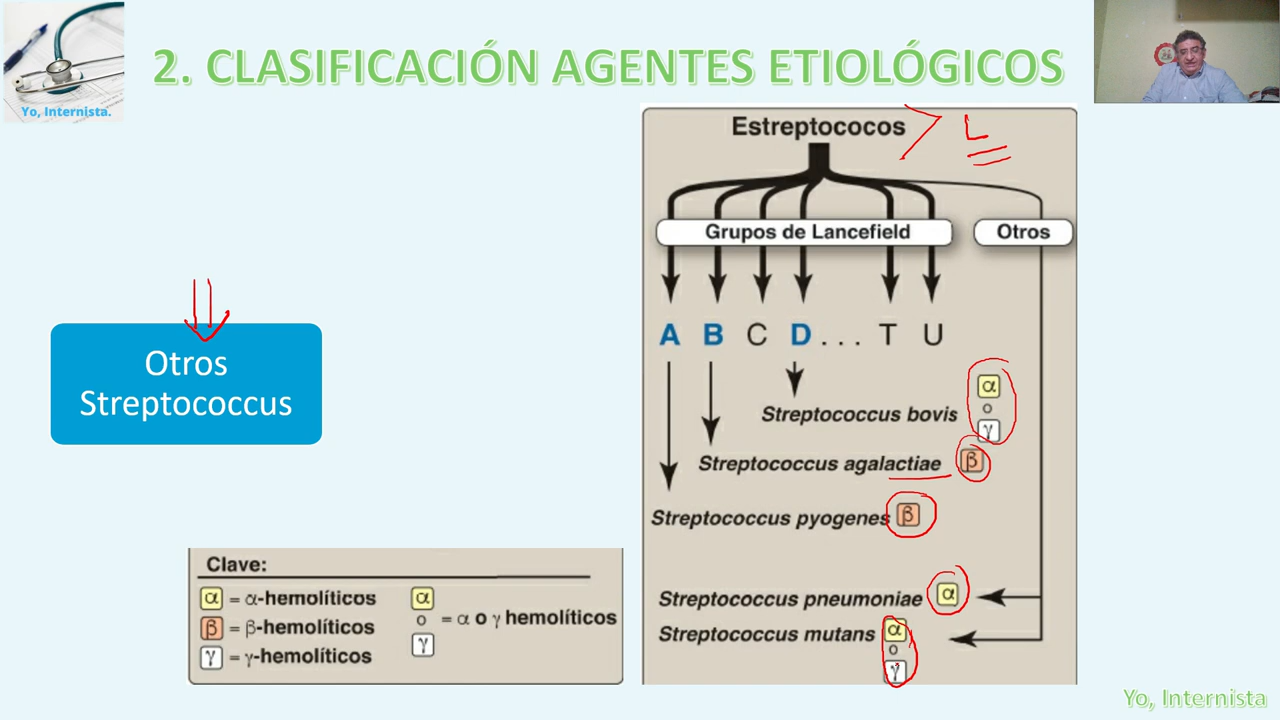 Yo, Internista.
2. CLASIFICACIÓN AGENTES ETIOLÓGICOS
Estreptococos
L
Grupos de Lancefield
Otros
A B C D . . . T U
Otros
Streptococcus
α
o
γ
Streptococcus bovis
Streptococcus agalactiae β
Streptococcus pyogenes β
Streptococcus pneumoniae α
Streptococcus mutans α
o
γ
Clave:
α = α-hemolíticos
β = β-hemolíticos
γ = γ-hemolíticos
α
o = α o γ hemolíticos
γ
Yo, Internista